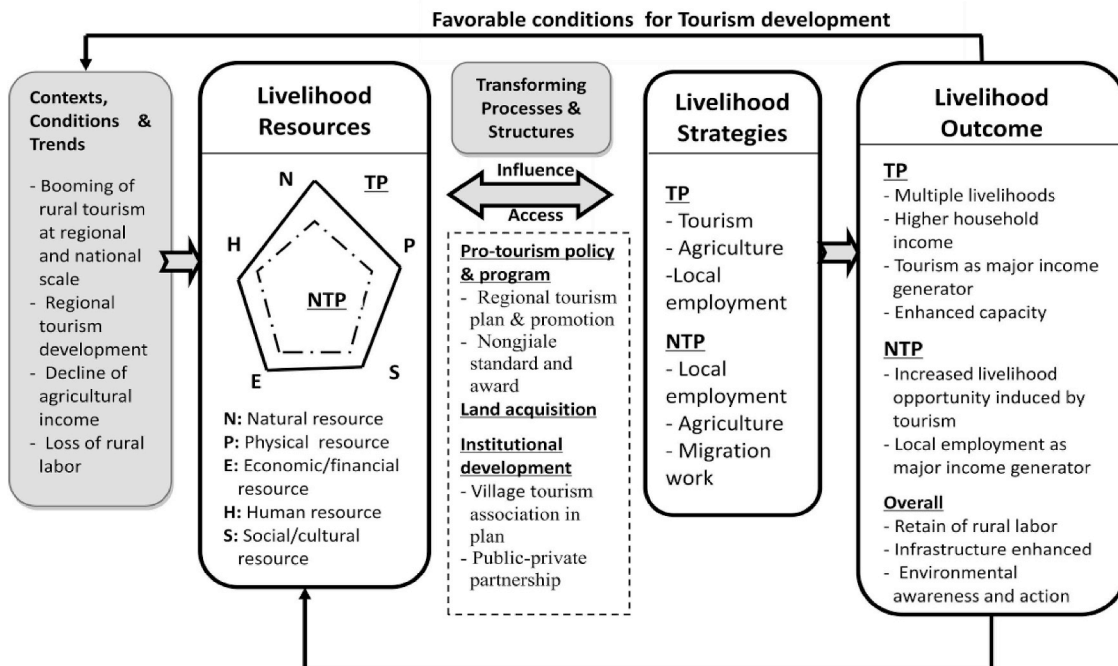 Favorable conditions for Tourism development
Contexts,
Conditions &
Trends
- Booming of
rural tourism
at regional
and national
scale
- Regional
tourism
development
- Decline of
agricultural
income
- Loss of rural
labor
Livelihood
Resources
N
TP
H
P
NTP
E
S
N: Natural resource
P: Physical resource
E: Economic/financial
resource
H: Human resource
S: Social/cultural
resource
Transforming
Processes &
Structures
Influence
Access
Pro-tourism policy
& program
- Regional tourism
plan & promotion
- Nongjiale
standard and
award
Land acquisition
Institutional
development
- Village tourism
association in
plan
- Public-private
partnership
Livelihood
Strategies
TP
- Tourism
- Agriculture
-Local
employment
NTP
- Local
employment
- Agriculture
- Migration
work
Livelihood
Outcome
TP
- Multiple livelihoods
- Higher household
income
- Tourism as major income
generator
- Enhanced capacity
NTP
- Increased livelihood
opportunity induced by
tourism
- Local employment as
major income generator
Overall
- Retain of rural labor
- Infrastructure enhanced
- Environmental
awareness and action